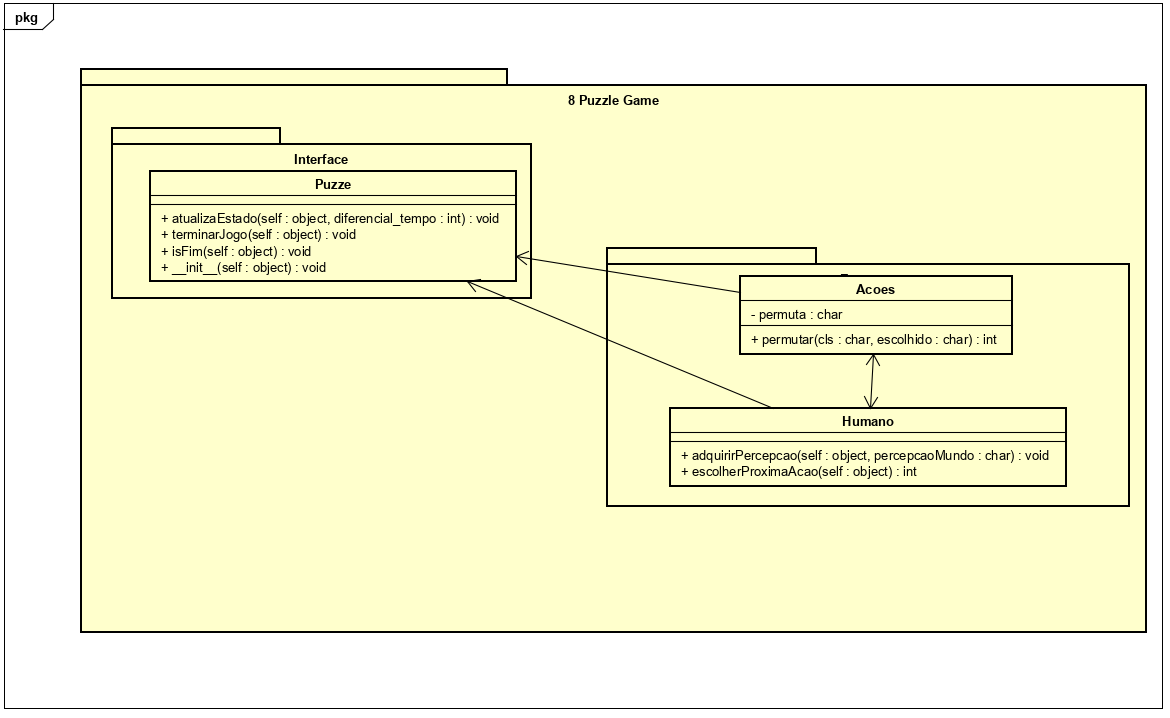 pkg
8 Puzzle Game
Interface
Puzze
+ atualizaEstado(self : object, diferencial_tempo : int) : void
+ terminarJogo(self : object) : void
+ isFim(self : object) : void
+ __init__(self : object) : void
Acoes
- permuta : char
+ permutar(cls : char, escolhido : char) : int
Humano
+ adquirirPercepcao(self : object, percepcaoMundo : char) : void
+ escolherProximaAcao(self : object) : int